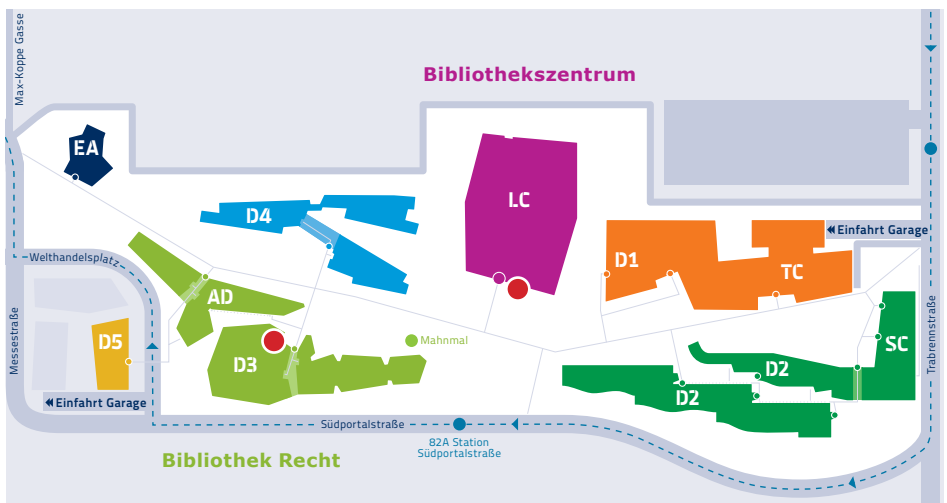 Max-Koppe Gasse
Bibliothekszentrum
EA
LC
D4
Einfahrt Garage
D1
TC
Welthandelsplatz
AD
Messestraße
D5
D3
Mahnmal
SC
D2
D2
Trabrennstraße
Einfahrt Garage
Südportalstraße
82A Station
Südportalstraße
Bibliothek Recht